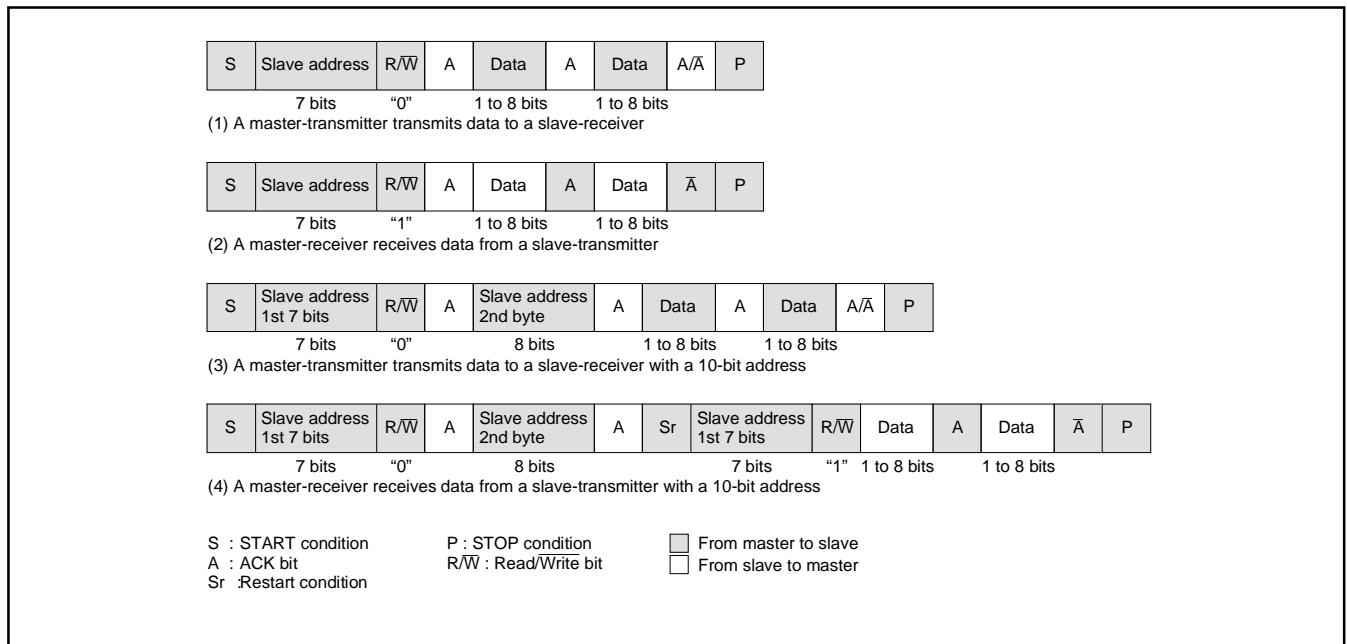 S Slave address R/W̅ A Data A Data A/A̅ P
7 bits “0” 1 to 8 bits 1 to 8 bits
(1) A master-transmitter transmits data to a slave-receiver
S Slave address R/W̅ A Data A Data A̅ P
7 bits “1” 1 to 8 bits 1 to 8 bits
(2) A master-receiver receives data from a slave-transmitter
S Slave address 1st 7 bits R/W̅ A Slave address 2nd byte A Data A Data A/A̅ P
7 bits “0” 8 bits 1 to 8 bits 1 to 8 bits
(3) A master-transmitter transmits data to a slave-receiver with a 10-bit address
S Slave address 1st 7 bits R/W̅ A Slave address 2nd byte A Sr Slave address 1st 7 bits R/W̅ Data A Data A̅ P
7 bits “0” 8 bits 7 bits “1” 1 to 8 bits 1 to 8 bits
(4) A master-receiver receives data from a slave-transmitter with a 10-bit address
S : START condition P : STOP condition From master to slave
A : ACK bit R/W̅ : Read/W̅r̅i̅t̅e̅ bit From slave to master
Sr :Restart condition